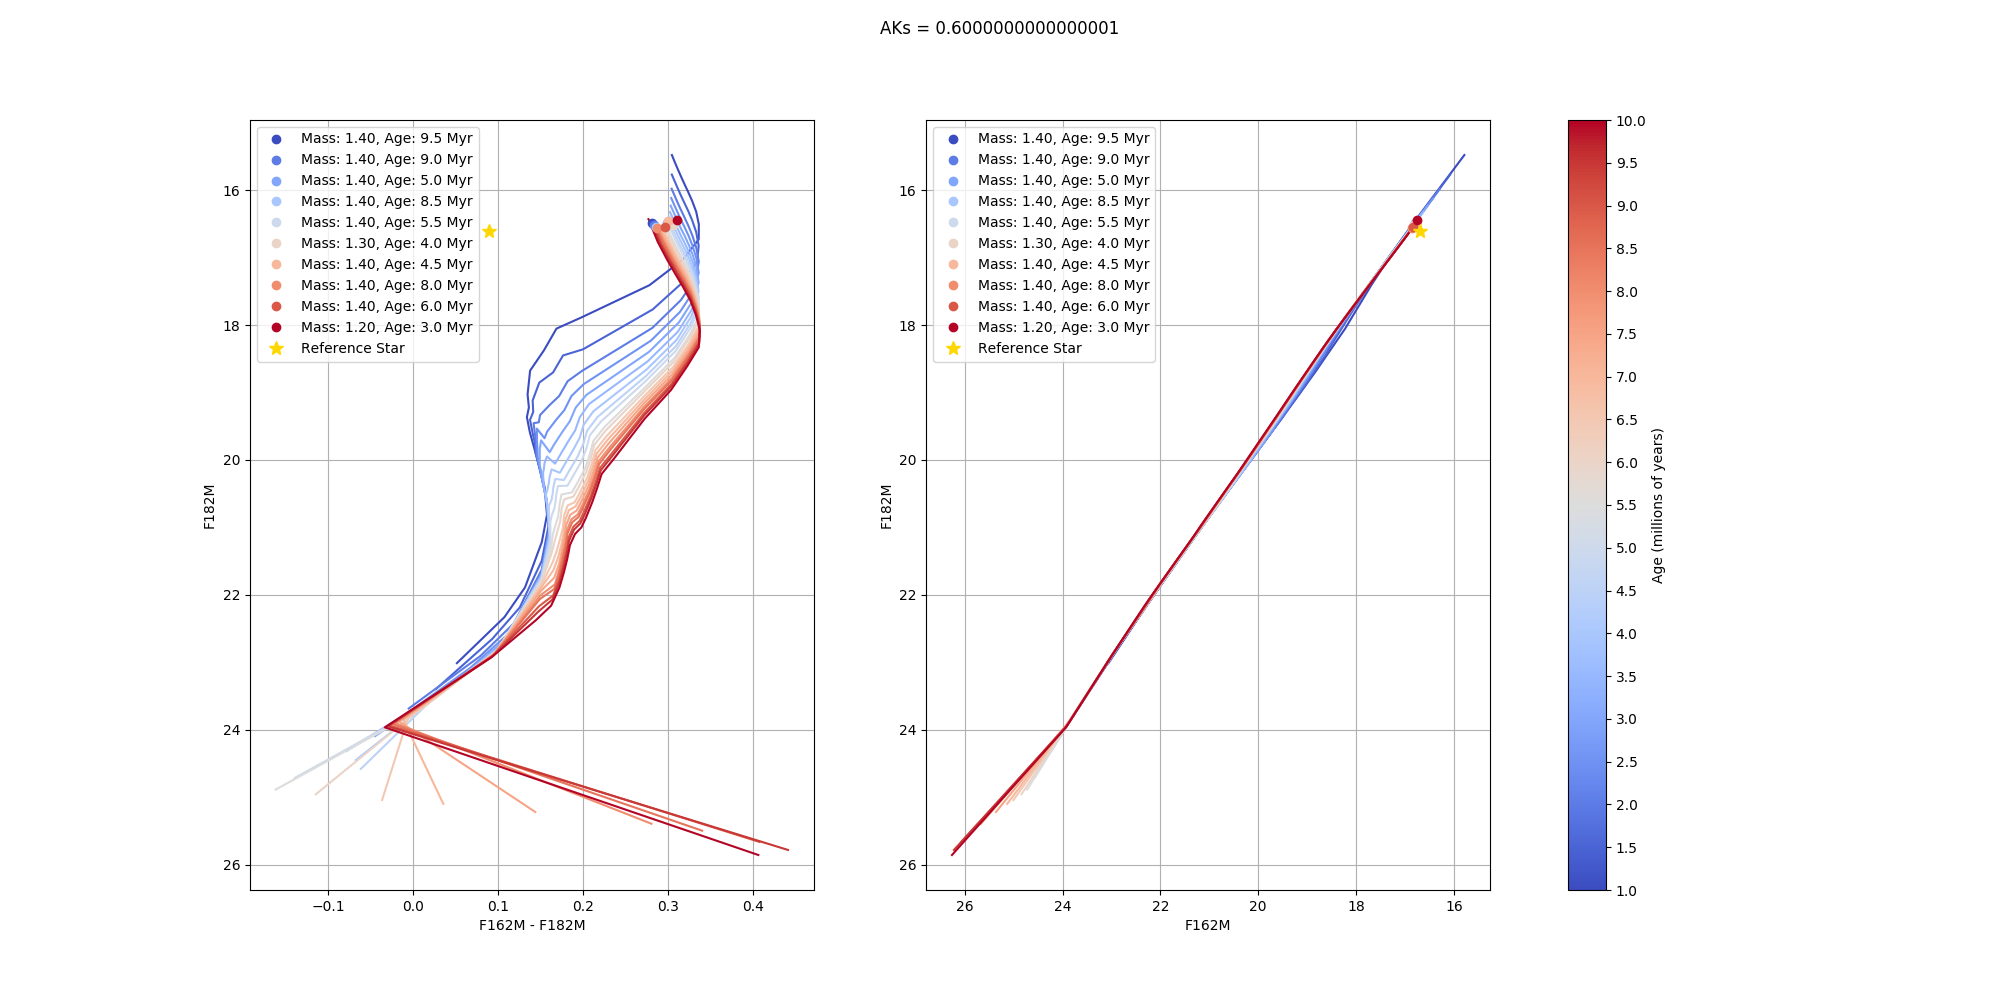 AKs = 0.6000000000000001
Mass: 1.40, Age: 9.5 Myr
Mass: 1.40, Age: 9.0 Myr
Mass: 1.40, Age: 5.0 Myr
Mass: 1.40, Age: 8.5 Myr
Mass: 1.40, Age: 5.5 Myr
Mass: 1.30, Age: 4.0 Myr
Mass: 1.40, Age: 4.5 Myr
Mass: 1.40, Age: 8.0 Myr
Mass: 1.40, Age: 6.0 Myr
Mass: 1.20, Age: 3.0 Myr
Reference Star
16
18
20
22
24
26
F182M
−0.1 0.0 0.1 0.2 0.3 0.4
F162M - F182M
Mass: 1.40, Age: 9.5 Myr
Mass: 1.40, Age: 9.0 Myr
Mass: 1.40, Age: 5.0 Myr
Mass: 1.40, Age: 8.5 Myr
Mass: 1.40, Age: 5.5 Myr
Mass: 1.30, Age: 4.0 Myr
Mass: 1.40, Age: 4.5 Myr
Mass: 1.40, Age: 8.0 Myr
Mass: 1.40, Age: 6.0 Myr
Mass: 1.20, Age: 3.0 Myr
Reference Star
16
18
20
22
24
26
F182M
26 24 22 20 18 16
F162M
10.0
9.5
9.0
8.5
8.0
7.5
7.0
6.5
6.0
5.5
5.0
4.5
4.0
3.5
3.0
2.5
2.0
1.5
1.0
Age (millions of years)